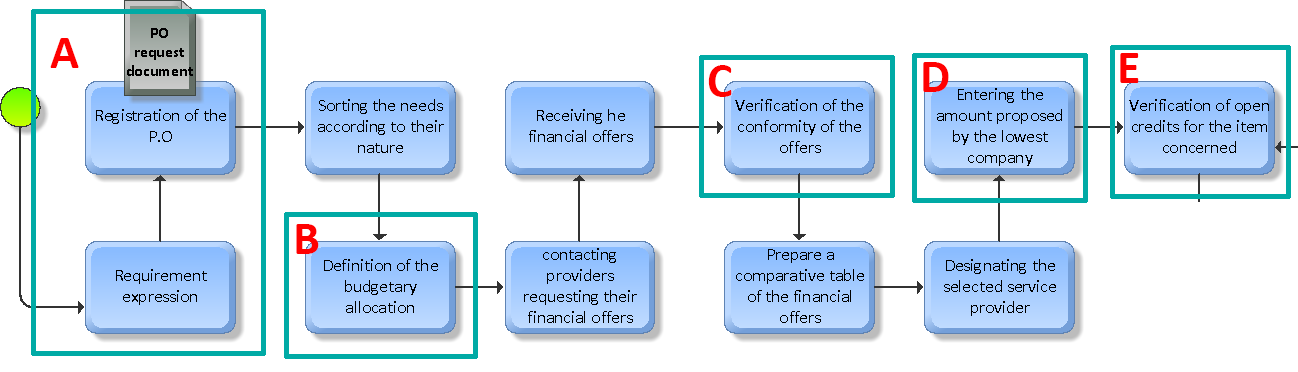 A
PO
request
document
Registration of the
P.O
Requirement
expression
Sorting the needs
according to their
nature
B
Definition of the
budgetary
allocation
contacting
providers
requesting their
financial offers
Receiving he
financial offers
C
Verification of the
conformity of the
offers
Prepare a
comparative table
of the financial
offers
Designating the
selected service
provider
D
Entering the
amount proposed
by the lowest
company
E
Verification of open
credits for the item
concerned